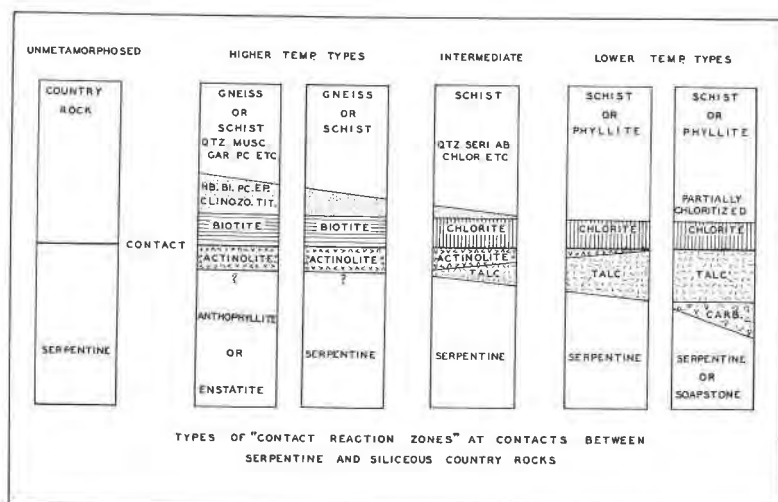 UNMETAMORPHOSED
HIGHER TEMP. TYPES
INTERMEDIATE
LOWER TEMP. TYPES
COUNTRY
ROCK
CONTACT
SERPENTINE
GNEISS
OR
SCHIST
QTZ MUSC
GAR PC ETC
HB. BI. PC. EP.
CLINOZO. TIT.
BIOTITE
ACTINOLITE
?
ANTHOPHYLLITE
OR
ENSTATITE
GNEISS
OR
SCHIST
BIOTITE
ACTINOLITE
?
SERPENTINE
SCHIST
QTZ SERI AB
CHLOR ETC
CHLORITE
ACTINOLITE
TALC
SERPENTINE
SCHIST
OR
PHYLLITE
CHLORITE
TALC
SERPENTINE
SCHIST
OR
PHYLLITE
PARTIALLY
CHLORITIZED
CHLORITE
TALC
CARB.
SERPENTINE
OR
SOAPSTONE
TYPES OF "CONTACT REACTION ZONES" AT CONTACTS BETWEEN
SERPENTINE AND SILICEOUS COUNTRY ROCKS